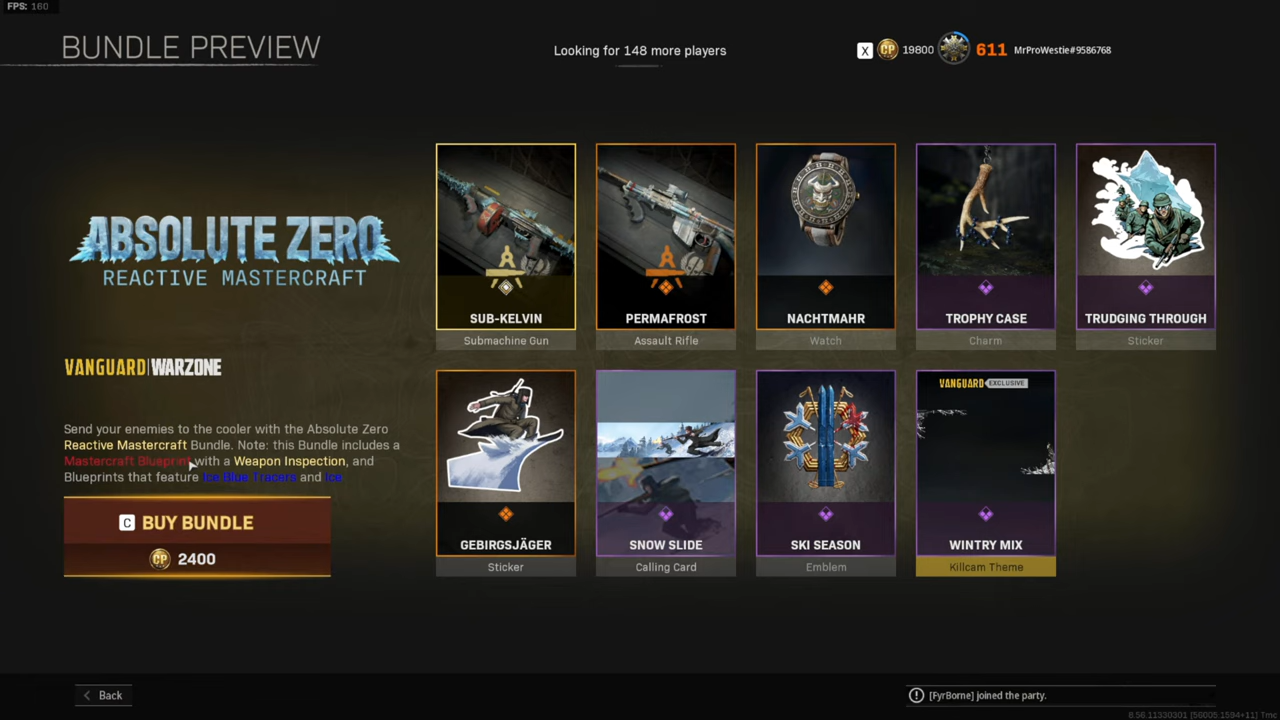 FPS: 160
BUNDLE PREVIEW
Looking for 148 more players
X CP 19800 611 MrProWestie#9586768
ABSOLUTE ZERO
REACTIVE MASTERCRAFT
VANGUARD|WARZONE
Send your enemies to the cooler with the Absolute Zero
Reactive Mastercraft Bundle. Note: this Bundle includes a
Mastercraft Blueprint with a Weapon Inspection, and
Blueprints that feature Ice Blue Tracers and Ice
C BUY BUNDLE
CP 2400
SUB-KELVIN
Submachine Gun
PERMAFROST
Assault Rifle
NACHTMAHR
Watch
TROPHY CASE
Charm
TRUDGING THROUGH
Sticker
GEBIRGSJÄGER
Sticker
SNOW SLIDE
Calling Card
SKI SEASON
Emblem
VANGUARD EXCLUSIVE
WINTRY MIX
Killcam Theme
Back
[FyrBorne] joined the party.